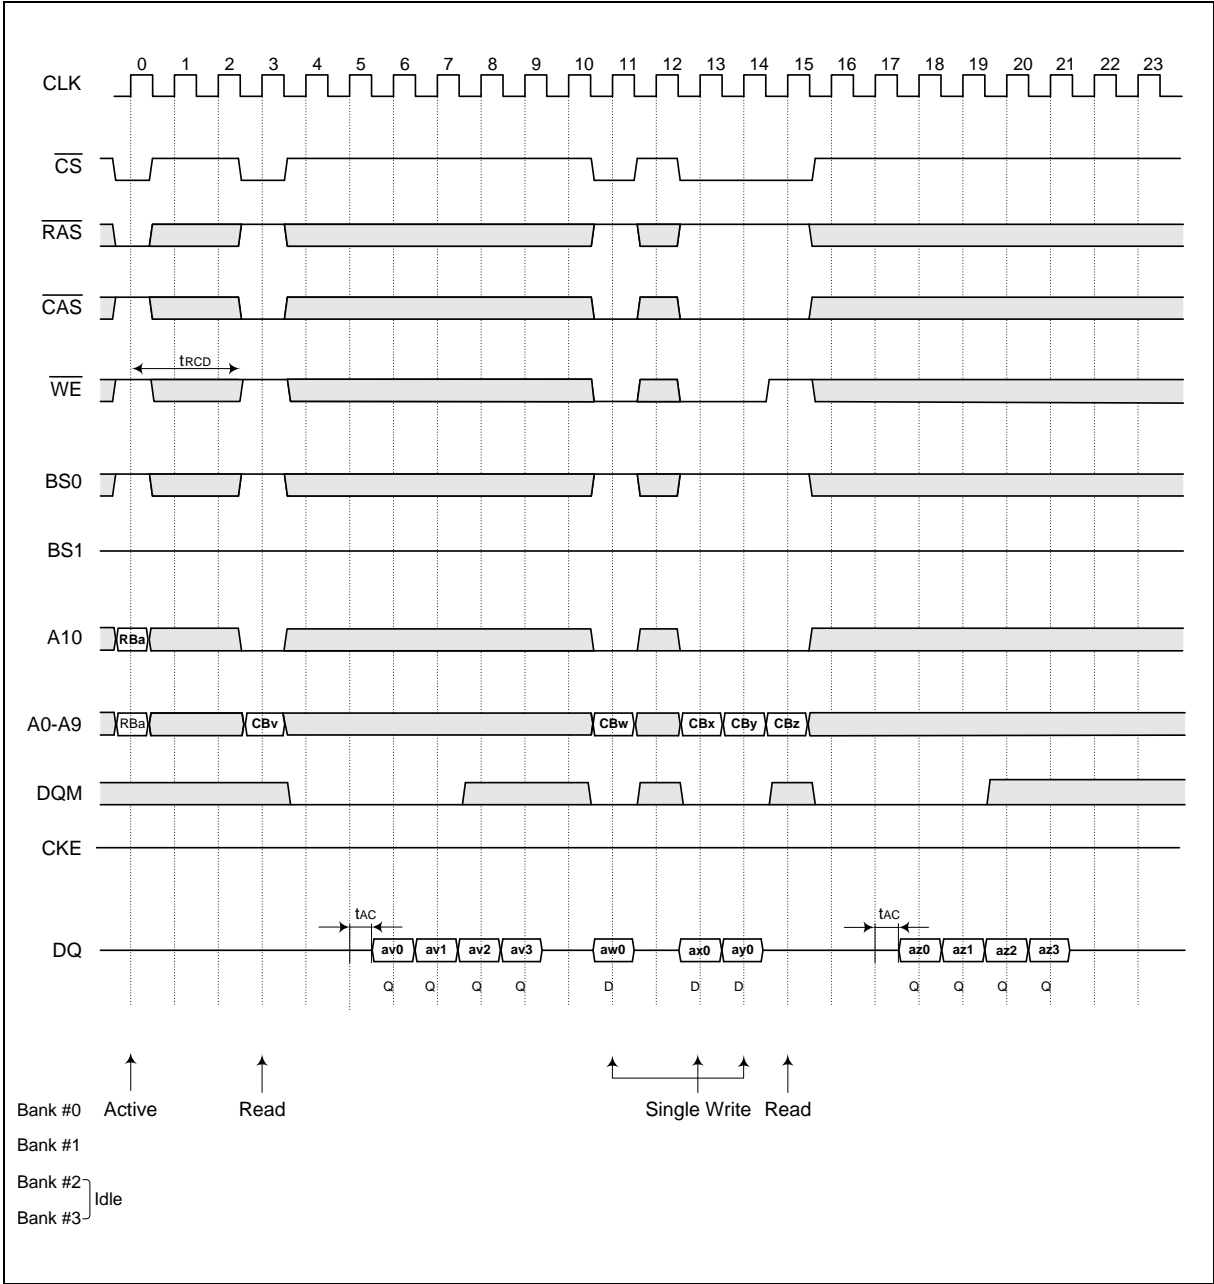 0 1 2 3 4 5 6 7 8 9 10 11 12 13 14 15 16 17 18 19 20 21 22 23
CLK
CS
RAS
CAS
tRCD
WE
BS0
BS1
A10 RBa
A0-A9 RBa CBv CBw CBx CBy CBz
DQM
CKE
tAC tAC
DQ av0 av1 av2 av3 aw0 ax0 ay0 az0 az1 az2 az3
Q Q Q Q D D D Q Q Q Q
Bank #0 Active Read Single Write Read
Bank #1
Bank #2
Idle
Bank #3